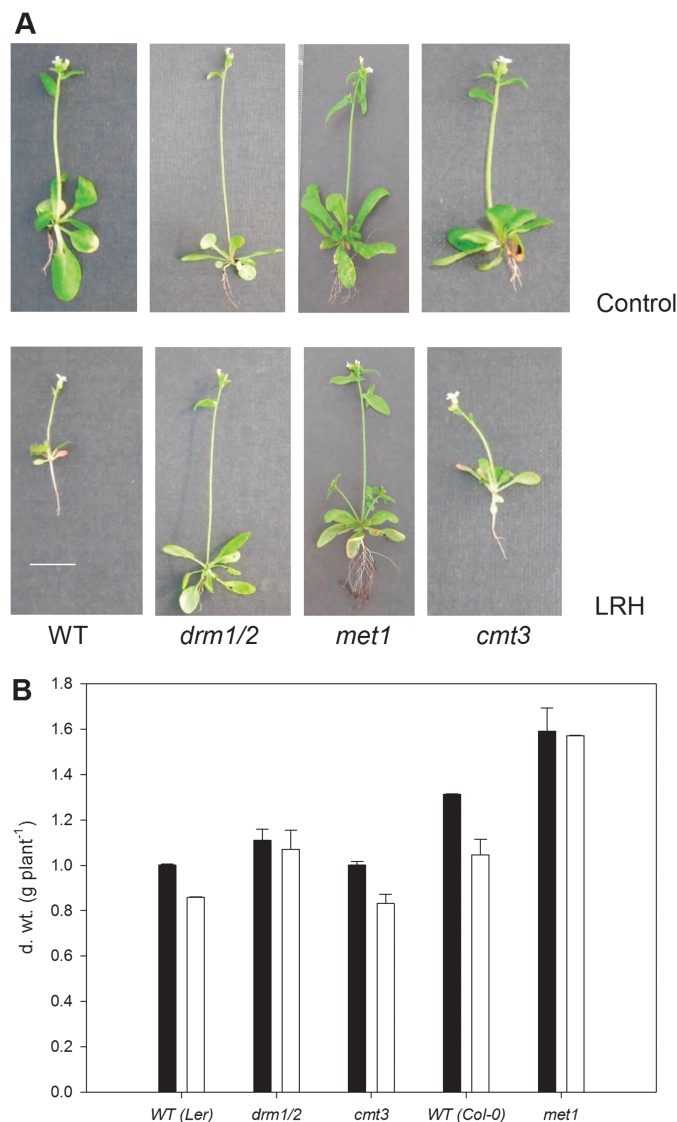 A
Control
LRH
WT drm1/2 met1 cmt3
B
1.8
1.6
1.4
1.2
1.0
0.8
0.6
0.4
0.2
0.0
d. wt. (g plant-1)
WT (Ler) drm1/2 cmt3 WT (Col-0) met1